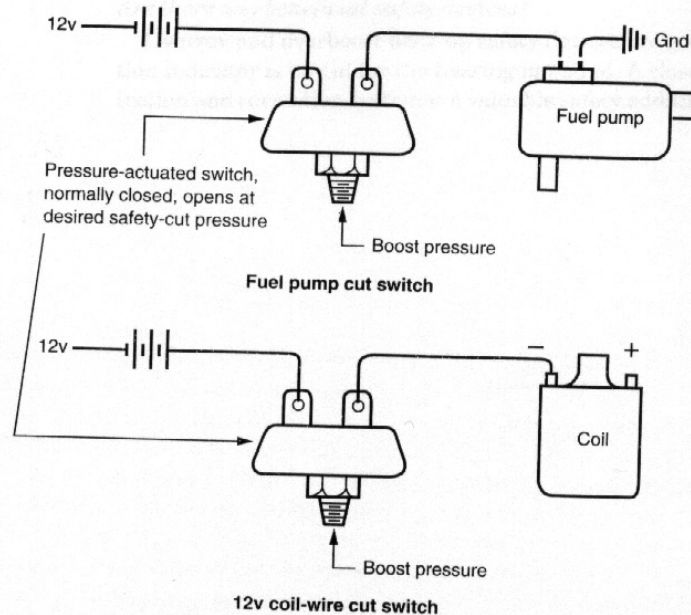 12v
Gnd
Fuel pump
Pressure-actuated switch,
normally closed, opens at
desired safety-cut pressure
Boost pressure
Fuel pump cut switch
12v
–
+
Coil
Boost pressure
12v coil-wire cut switch